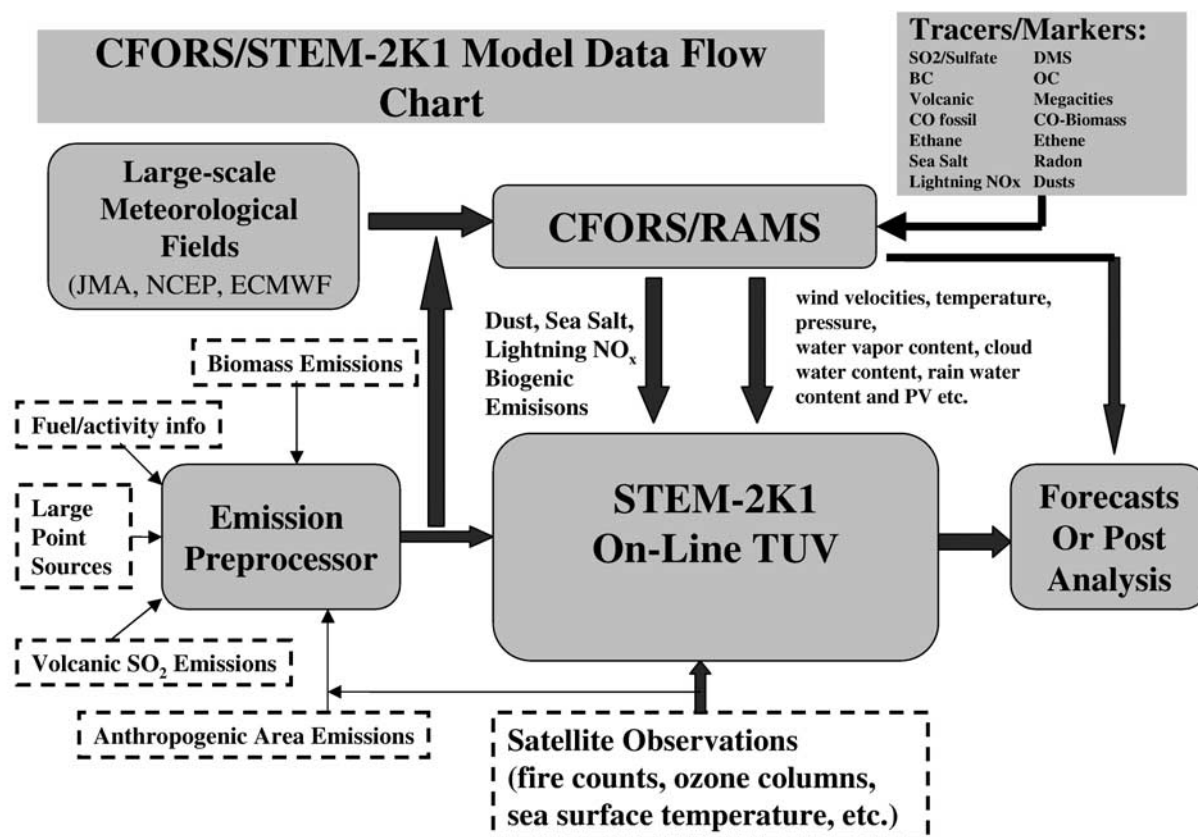 CFORS/STEM-2K1 Model Data Flow
Chart
Tracers/Markers:
SO2/Sulfate DMS
BC OC
Volcanic Megacities
CO fossil CO-Biomass
Ethane Ethene
Sea Salt Radon
Lightning NOx Dusts
Large-scale
Meteorological
Fields
(JMA, NCEP, ECMWF
CFORS/RAMS
Dust, Sea Salt,
Lightning NOx
Biogenic
Emisisons
wind velocities, temperature,
pressure,
water vapor content, cloud
water content, rain water
content and PV etc.
Biomass Emissions
Fuel/activity info
Large
Point
Sources
Emission
Preprocessor
STEM-2K1
On-Line TUV
Forecasts
Or Post
Analysis
Volcanic SO2 Emissions
Anthropogenic Area Emissions
Satellite Observations
(fire counts, ozone columns,
sea surface temperature, etc.)